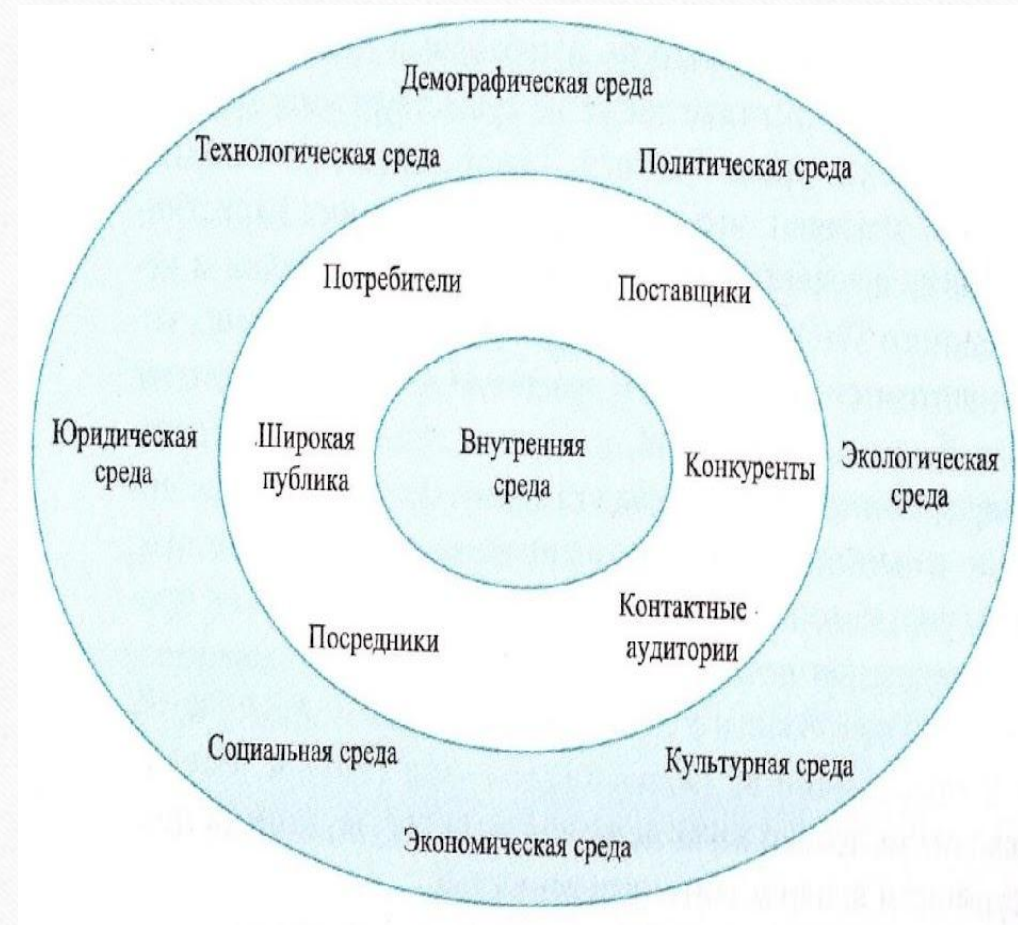 Демографическая среда
Технологическая среда
Политическая среда
Потребители
Поставщики
Юридическая
среда
Широкая
публика
Внутренняя
среда
Конкуренты
Экологическая
среда
Посредники
Контактные
аудитории
Социальная среда
Культурная среда
Экономическая среда